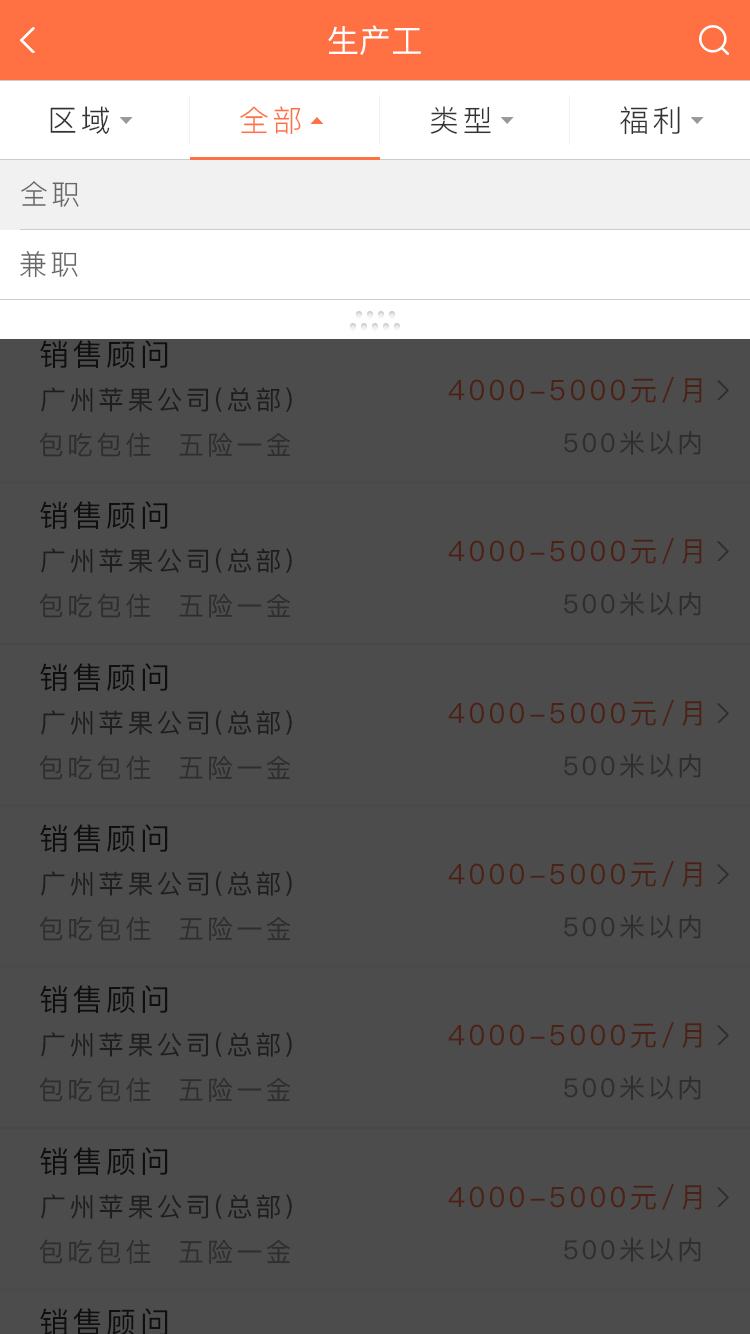 生产工
区域 全部 类型 福利
全职
兼职
销售顾问
广州苹果公司(总部) 4000-5000元/月
包吃包住 五险一金 500米以内
销售顾问
广州苹果公司(总部) 4000-5000元/月
包吃包住 五险一金 500米以内
销售顾问
广州苹果公司(总部) 4000-5000元/月
包吃包住 五险一金 500米以内
销售顾问
广州苹果公司(总部) 4000-5000元/月
包吃包住 五险一金 500米以内
销售顾问
广州苹果公司(总部) 4000-5000元/月
包吃包住 五险一金 500米以内
销售顾问
广州苹果公司(总部) 4000-5000元/月
包吃包住 五险一金 500米以内
销售顾问